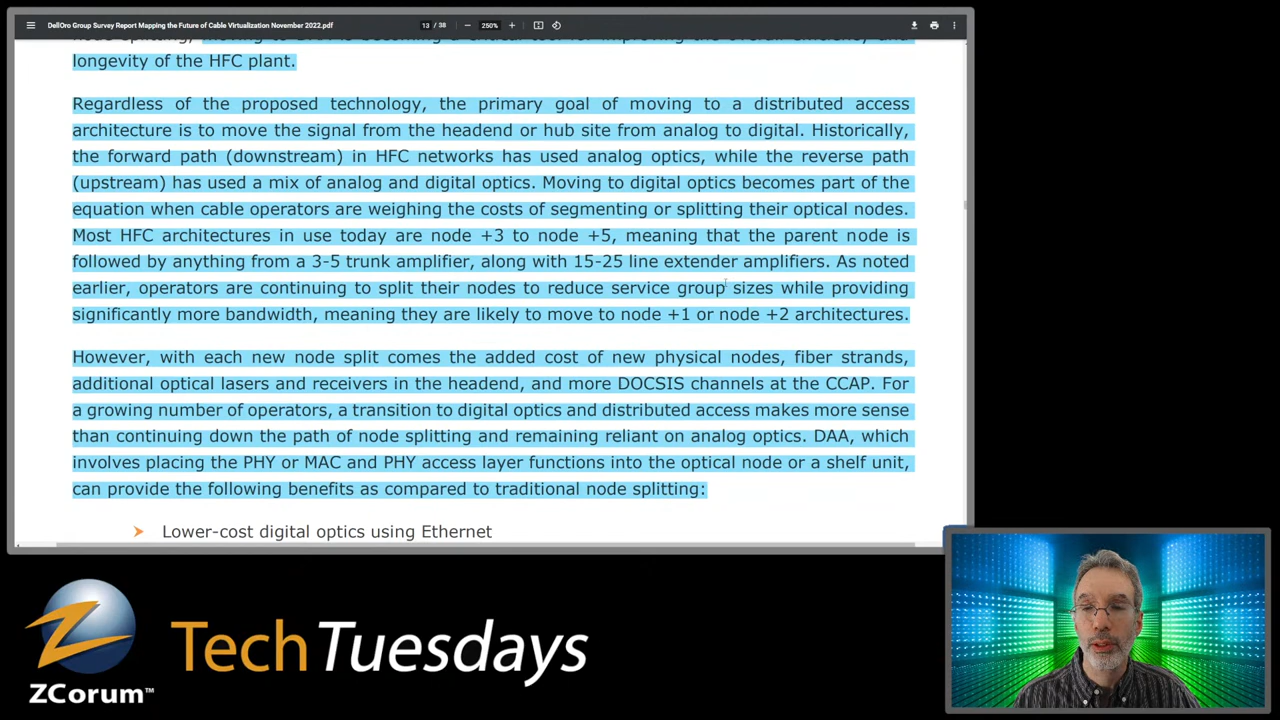 DellOro Group Survey Report Mapping the Future of Cable Virtualization November 2022.pdf
13 / 38
250%
longevity of the HFC plant.
Regardless of the proposed technology, the primary goal of moving to a distributed access
architecture is to move the signal from the headend or hub site from analog to digital. Historically,
the forward path (downstream) in HFC networks has used analog optics, while the reverse path
(upstream) has used a mix of analog and digital optics. Moving to digital optics becomes part of the
equation when cable operators are weighing the costs of segmenting or splitting their optical nodes.
Most HFC architectures in use today are node +3 to node +5, meaning that the parent node is
followed by anything from a 3-5 trunk amplifier, along with 15-25 line extender amplifiers. As noted
earlier, operators are continuing to split their nodes to reduce service group sizes while providing
significantly more bandwidth, meaning they are likely to move to node +1 or node +2 architectures.
However, with each new node split comes the added cost of new physical nodes, fiber strands,
additional optical lasers and receivers in the headend, and more DOCSIS channels at the CCAP. For
a growing number of operators, a transition to digital optics and distributed access makes more sense
than continuing down the path of node splitting and remaining reliant on analog optics. DAA, which
involves placing the PHY or MAC and PHY access layer functions into the optical node or a shelf unit,
can provide the following benefits as compared to traditional node splitting:
Lower-cost digital optics using Ethernet
Z
ZCorum™
TechTuesdays